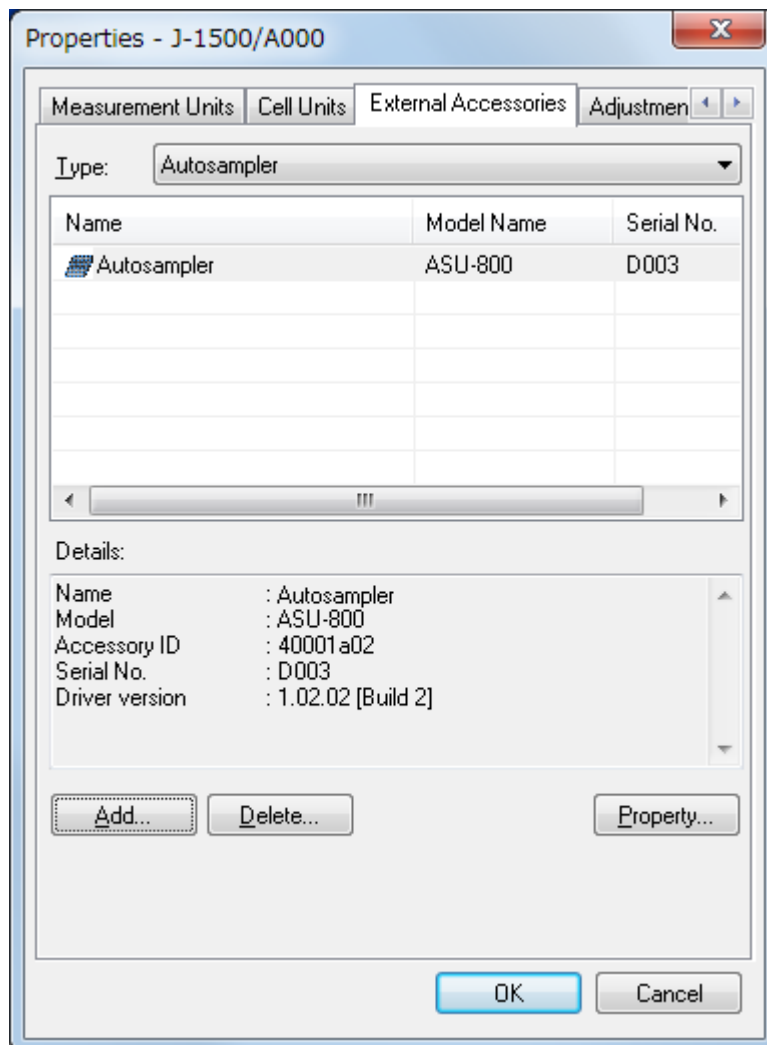 Properties - J-1500/A000
Measurement Units Cell Units External Accessories Adjustmen
Type: Autosampler
Name Model Name Serial No.
Autosampler ASU-800 D003
Details:
Name : Autosampler
Model : ASU-800
Accessory ID : 40001a02
Serial No. : D003
Driver version : 1.02.02 [Build 2]
Add... Delete... Property...
OK Cancel